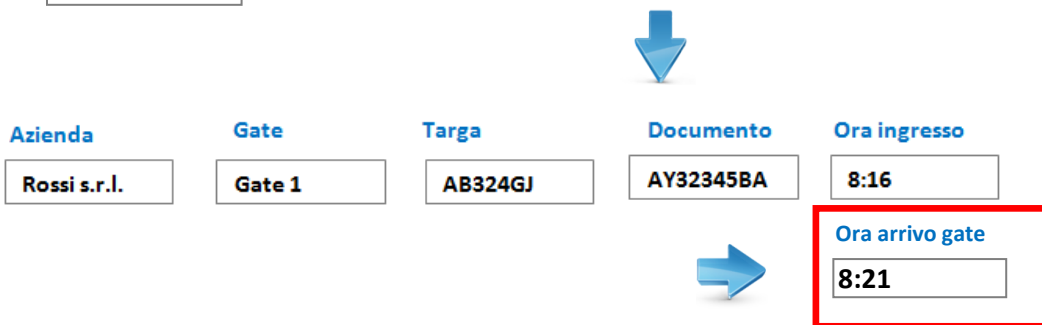 Azienda Gate Targa Documento Ora ingresso
Rossi s.r.l. Gate 1 AB324GJ AY32345BA 8:16
Ora arrivo gate
8:21